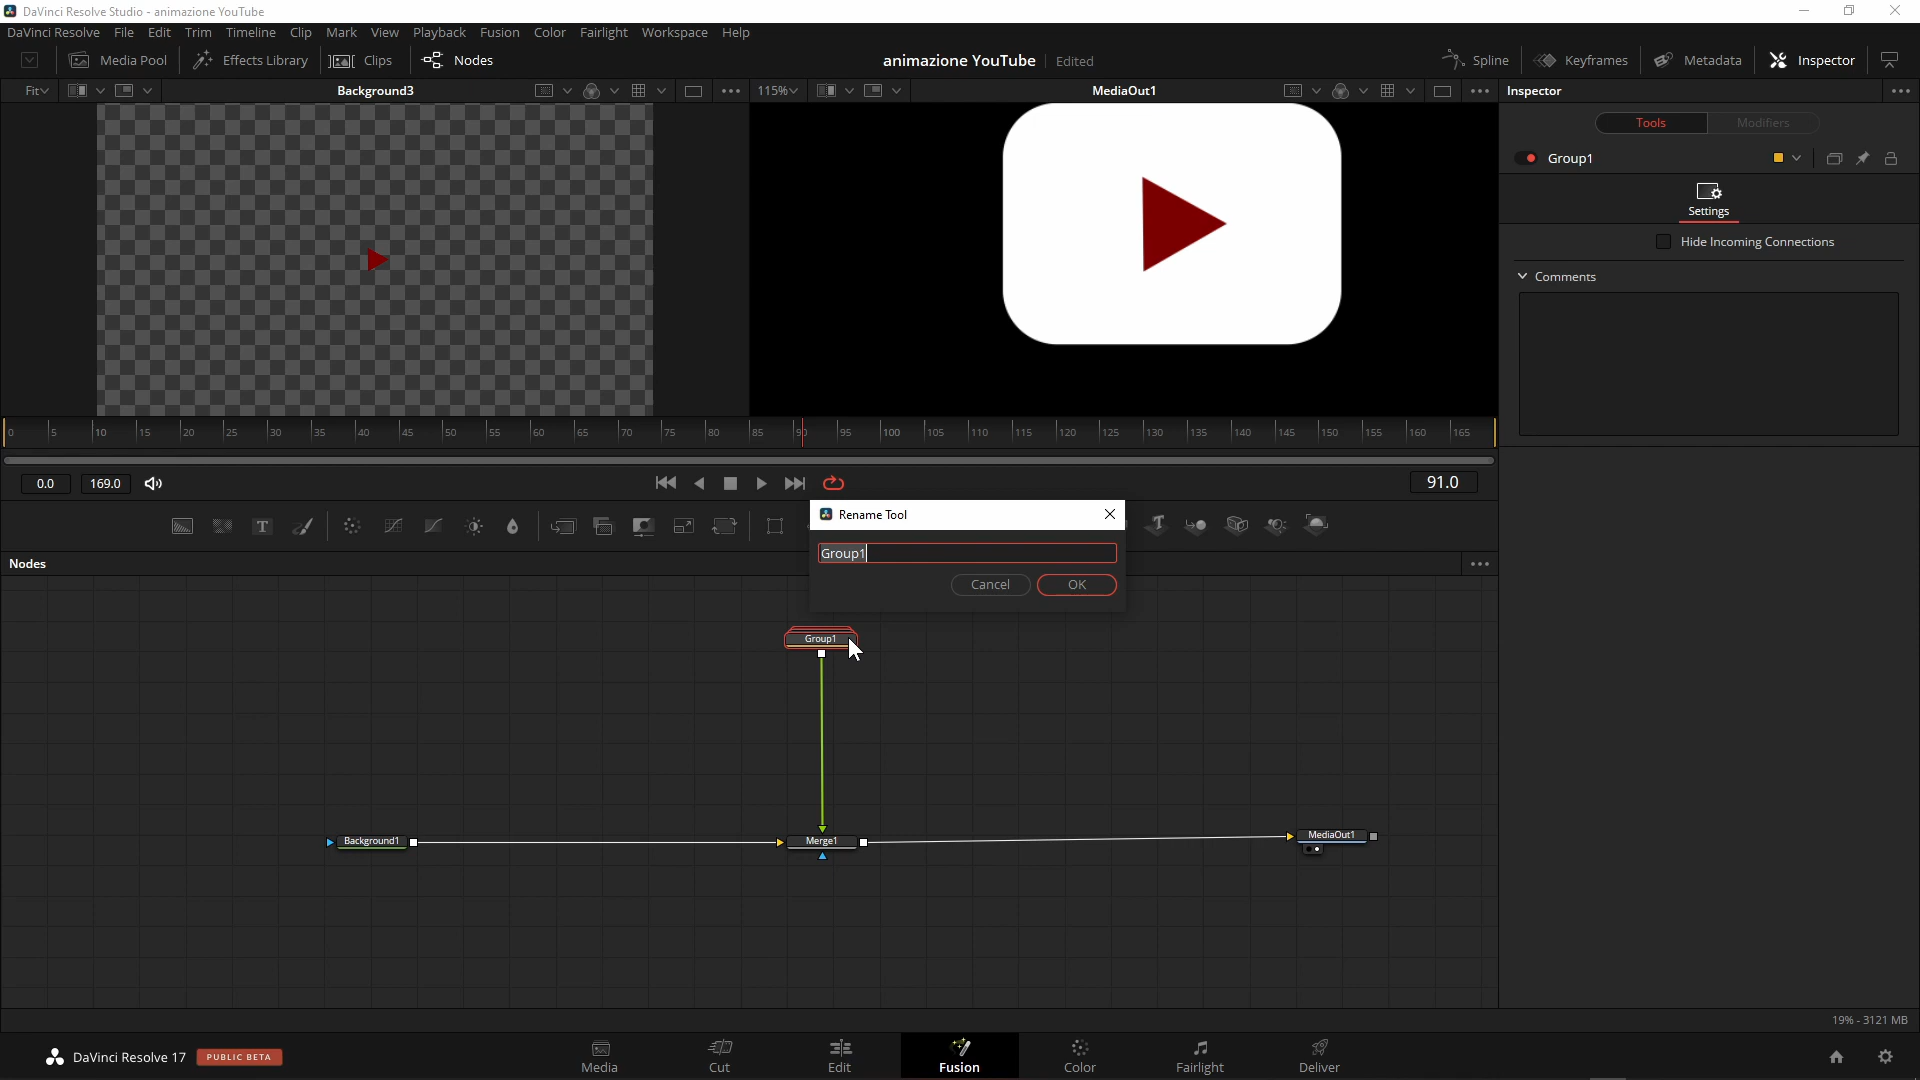 DaVinci Resolve Studio - animazione YouTube
DaVinci Resolve File Edit Trim Timeline Clip Mark View Playback Fusion Color Fairlight Workspace Help
Media Pool Effects Library Clips Nodes animazione YouTube Edited Spline Keyframes Metadata Inspector
Fit Background3 115% MediaOut1 Inspector
Tools Modifiers
Group1
Settings
Hide Incoming Connections
Comments
0 5 10 15 20 25 30 35 40 45 50 55 60 65 70 75 80 85 90 95 100 105 110 115 120 125 130 135 140 145 150 155 160 165
0.0 169.0 91.0
Rename Tool
Group1
Nodes
Cancel OK
Group1
Background1 Merge1 MediaOut1
19% - 3121 MB
DaVinci Resolve 17 PUBLIC BETA
Media Cut Edit Fusion Color Fairlight Deliver